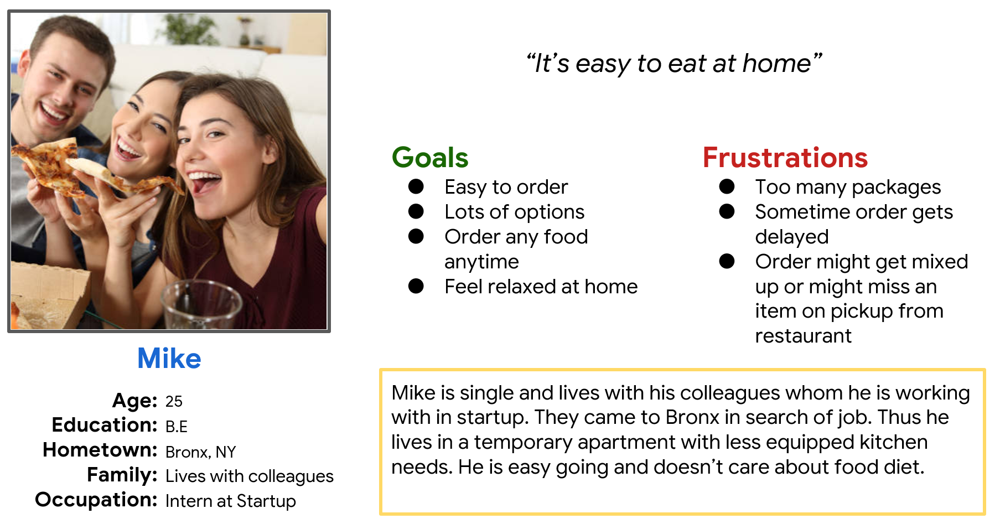 “It’s easy to eat at home”
Goals
● Easy to order
● Lots of options
● Order any food
anytime
● Feel relaxed at home
Frustrations
● Too many packages
● Sometime order gets
delayed
● Order might get mixed
up or might miss an
item on pickup from
restaurant
Mike
Age: 25
Education: B.E
Hometown: Bronx, NY
Family: Lives with colleagues
Occupation: Intern at Startup
Mike is single and lives with his colleagues whom he is working
with in startup. They came to Bronx in search of job. Thus he
lives in a temporary apartment with less equipped kitchen
needs. He is easy going and doesn’t care about food diet.